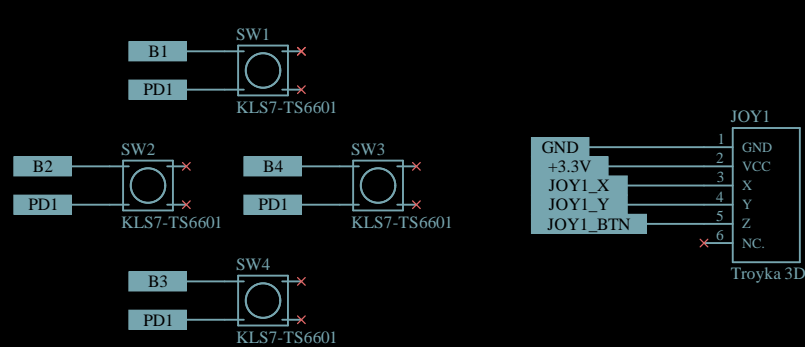 SW1
B1
PD1
KLS7-TS6601
SW2
B2
PD1
KLS7-TS6601
SW3
B4
PD1
KLS7-TS6601
SW4
B3
PD1
KLS7-TS6601
JOY1
GND 1 GND
+3.3V 2 VCC
JOY1_X 3 X
JOY1_Y 4 Y
JOY1_BTN 5 Z
6 NC.
Troyka 3D